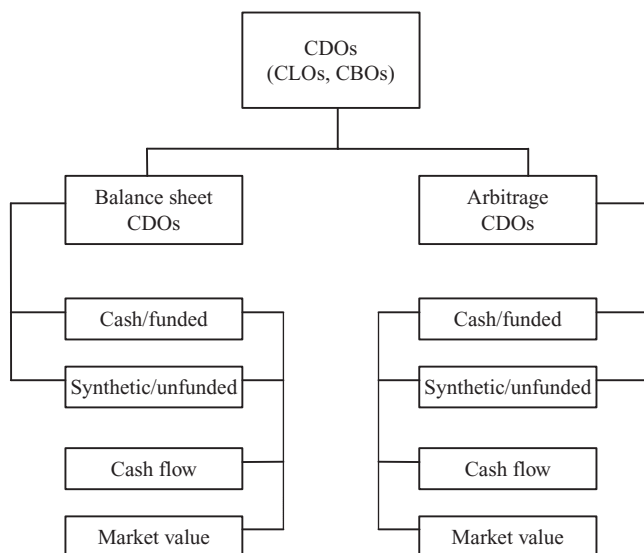 CDOs
(CLOs, CBOs)
Balance sheet
CDOs
Arbitrage
CDOs
Cash/funded
Cash/funded
Synthetic/unfunded
Synthetic/unfunded
Cash flow
Cash flow
Market value
Market value